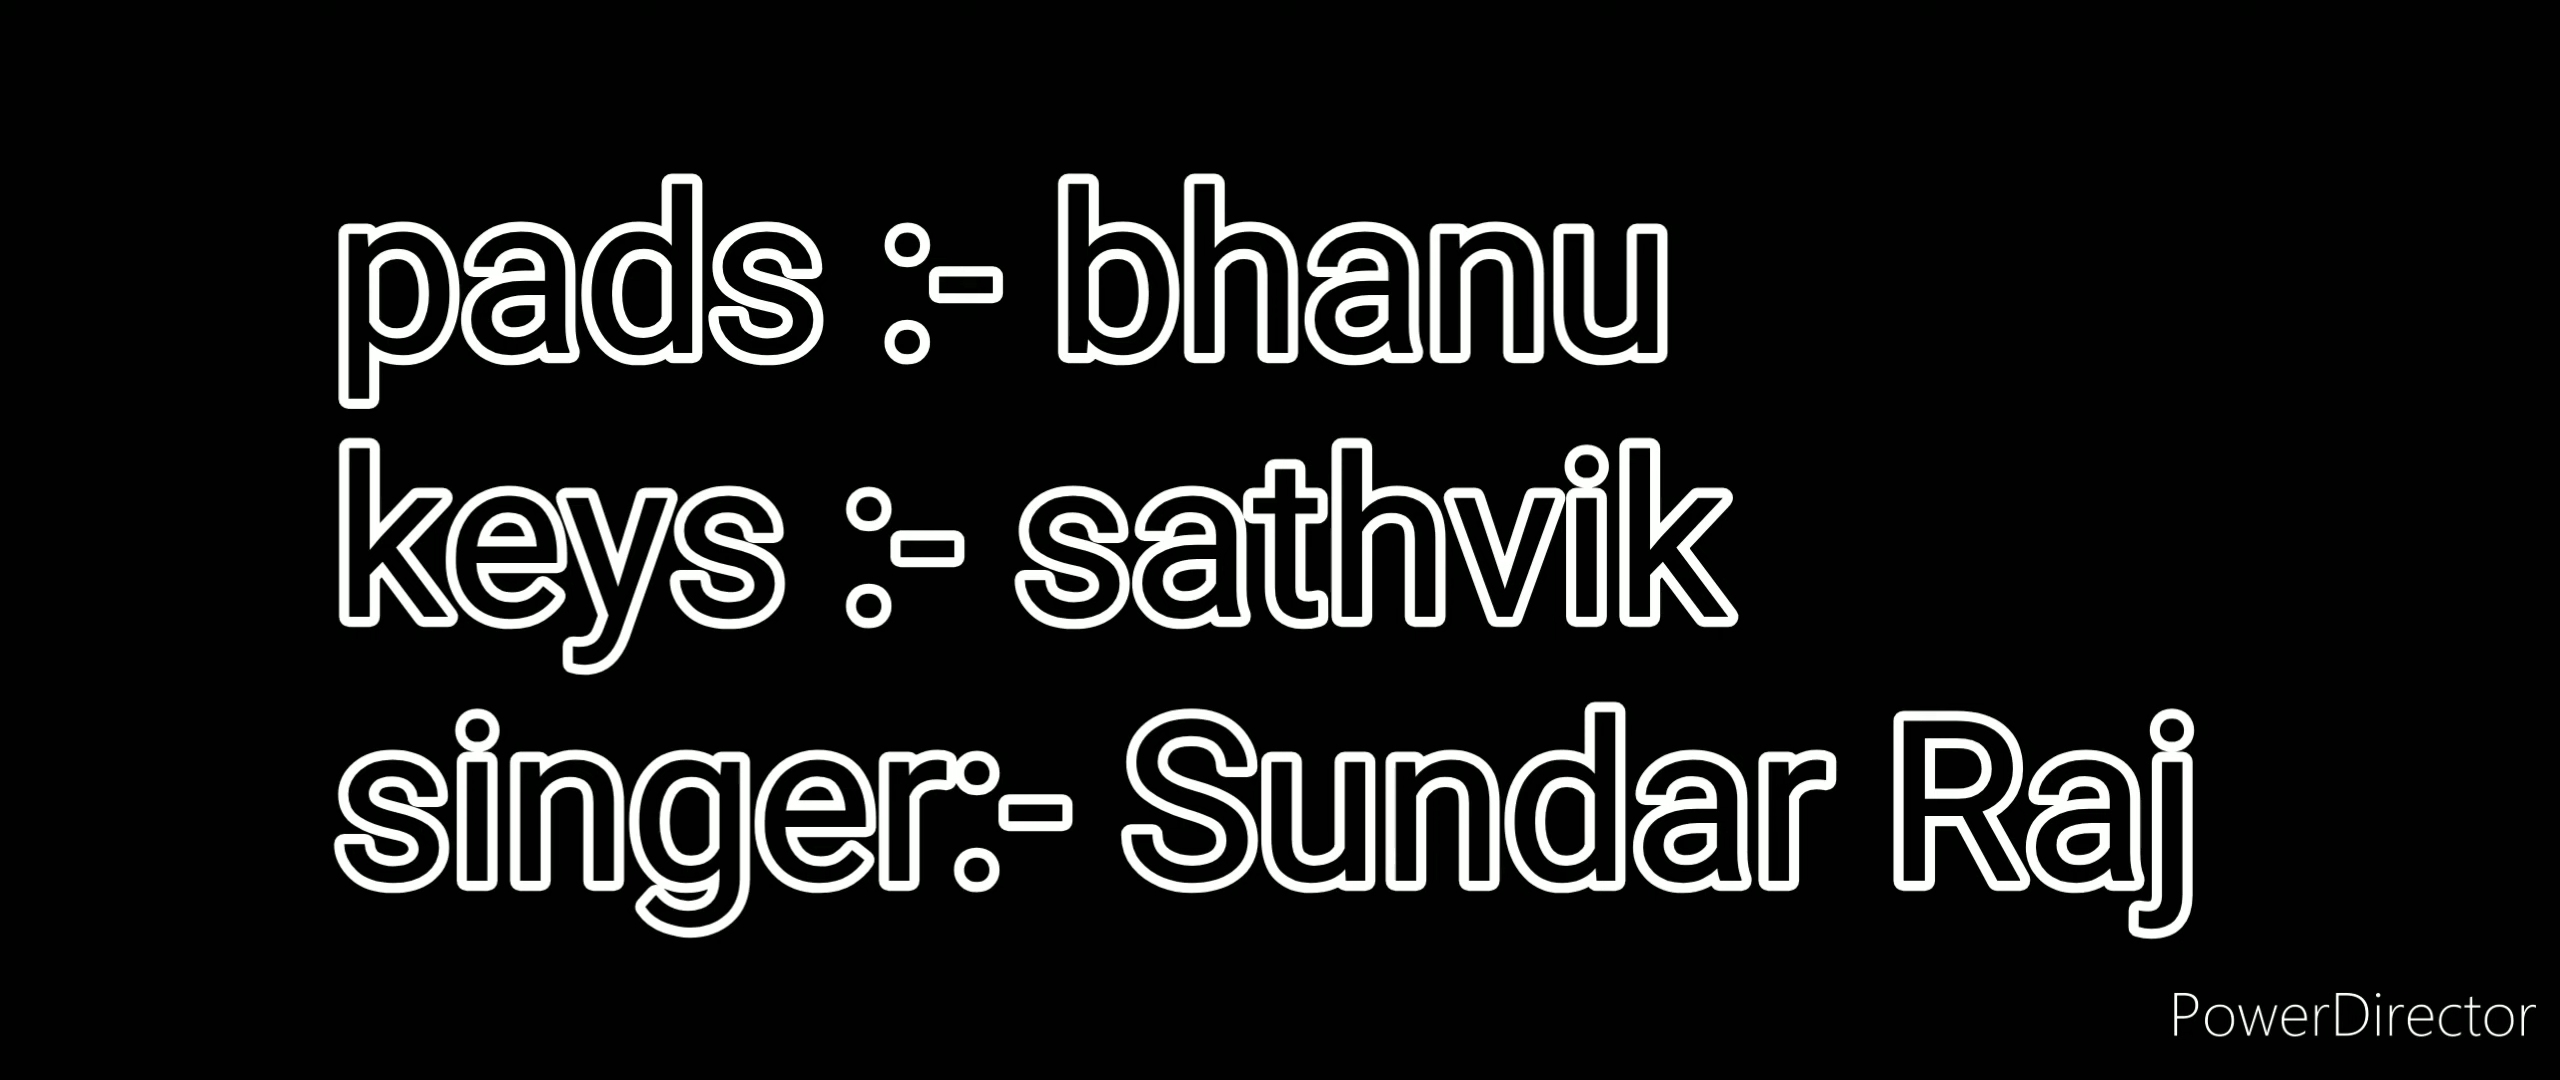 pads :- bhanu
keys :- sathvik
singer:- Sundar Raj
PowerDirector